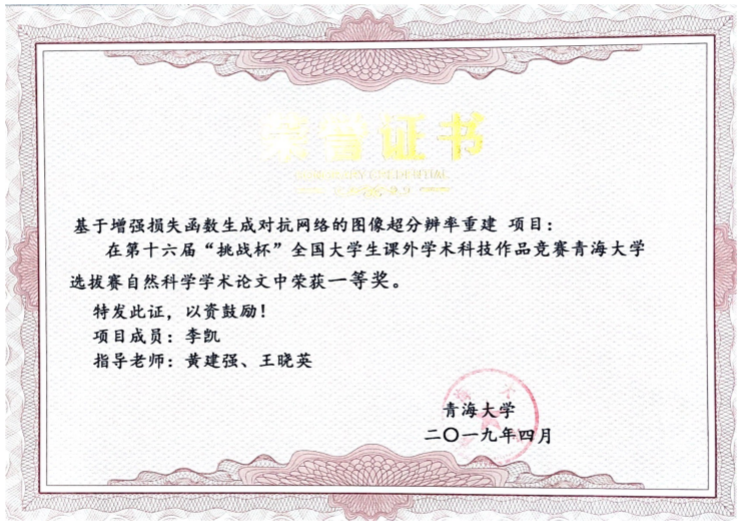 荣誉证书
HONORARY CREDENTIAL
基于增强损失函数生成对抗网络的图像超分辨率重建 项目：
在第十六届“挑战杯”全国大学生课外学术科技作品竞赛青海大学
选拔赛自然科学学术论文中荣获一等奖。
特发此证，以资鼓励！
项目成员：李凯
指导老师：黄建强、王晓英
青海大学
二〇一九年四月